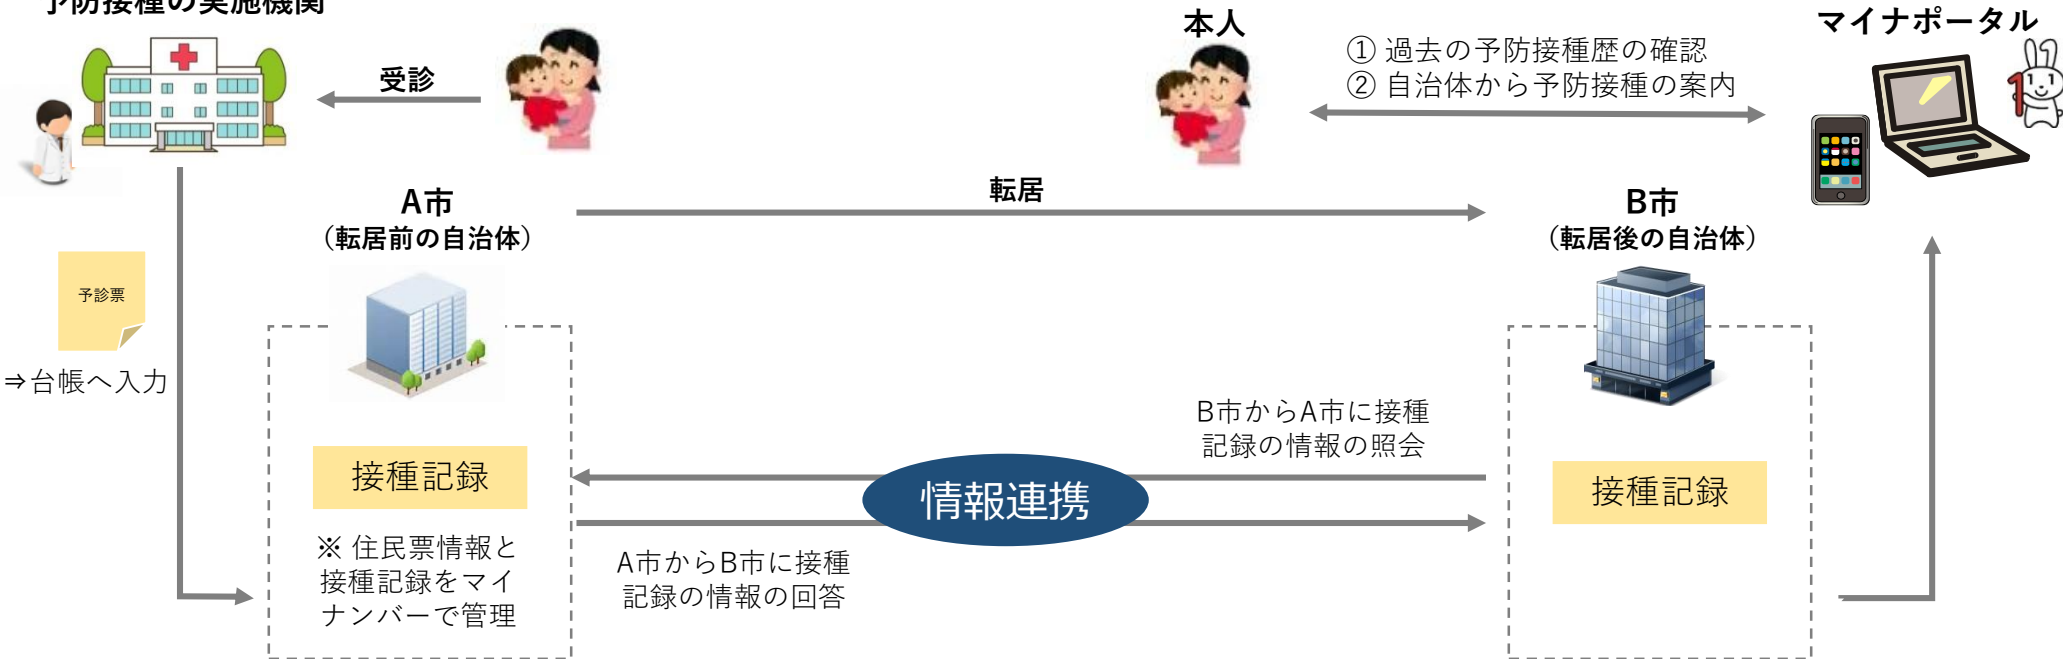 予防接種の実施機関
受診
本人
① 過去の予防接種歴の確認
② 自治体から予防接種の案内
マイナポータル
転居
A市
（転居前の自治体）
B市
（転居後の自治体）
予診票
⇒台帳へ入力
接種記録
※ 住民票情報と
接種記録をマイ
ナンバーで管理
B市からA市に接種
記録の情報の照会
情報連携
A市からB市に接種
記録の情報の回答
接種記録